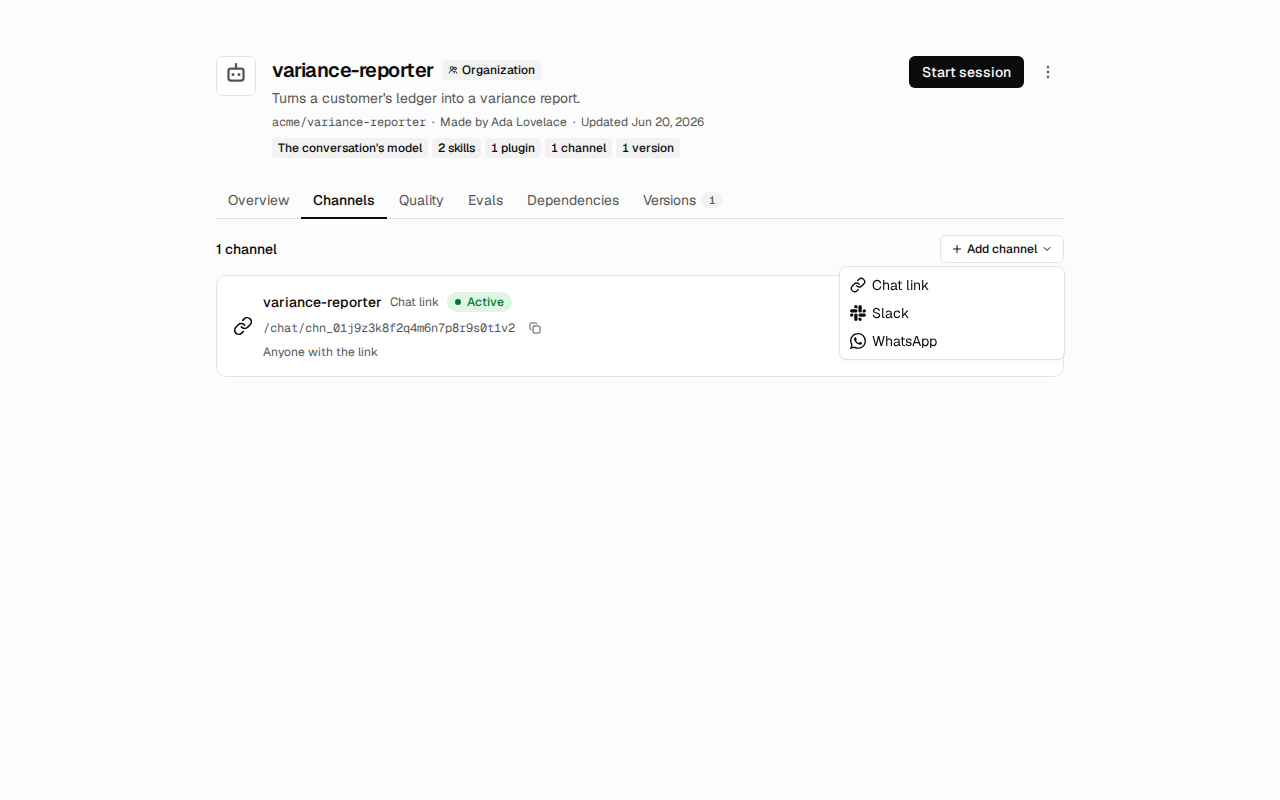 variance-reporter Organization
Start session
Turns a customer's ledger into a variance report.
acme/variance-reporter · Made by Ada Lovelace · Updated Jun 20, 2026
The conversation's model 2 skills 1 plugin 1 channel 1 version
Overview Channels Quality Evals Dependencies Versions 1
1 channel
Add channel
variance-reporter Chat link Active
/chat/chn_01j9z3k8f2q4m6n7p8r9s0t1v2
Anyone with the link
Chat link
Slack
WhatsApp